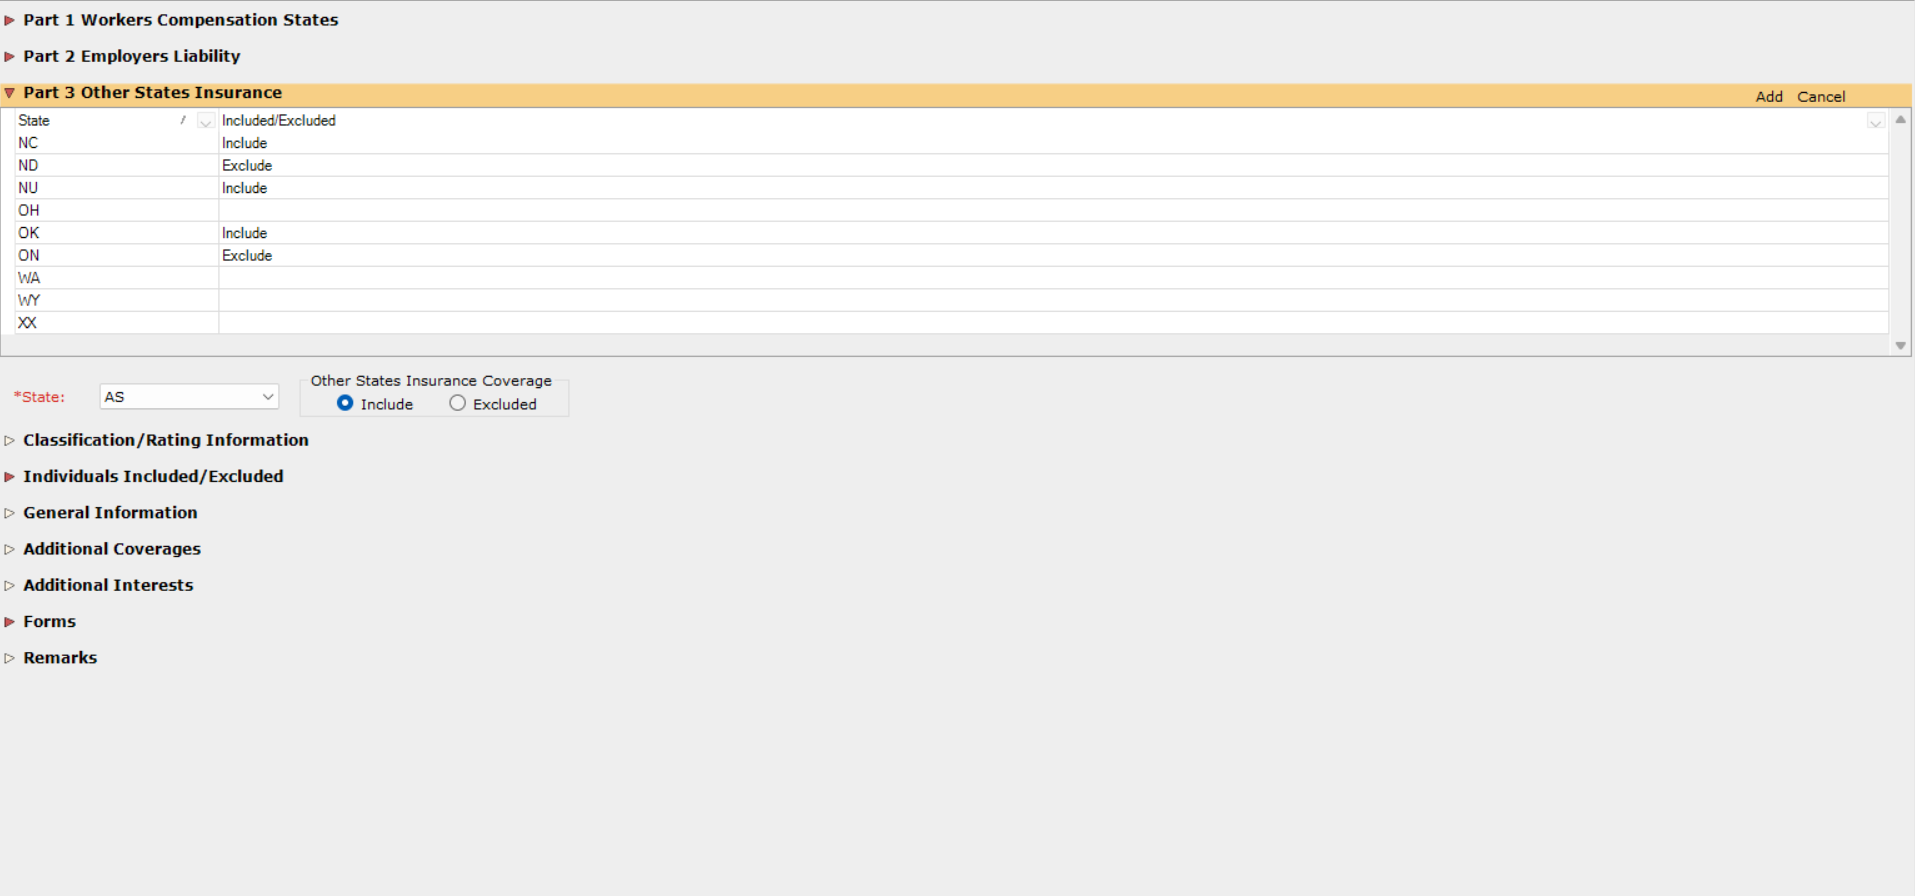 Part 1 Workers Compensation States
Part 2 Employers Liability
Part 3 Other States Insurance Add Cancel
State / Included/Excluded
NC Include
ND Exclude
NU Include
OH
OK Include
ON Exclude
WA
WY
XX
Other States Insurance Coverage
*State: AS Include Excluded
Classification/Rating Information
Individuals Included/Excluded
General Information
Additional Coverages
Additional Interests
Forms
Remarks